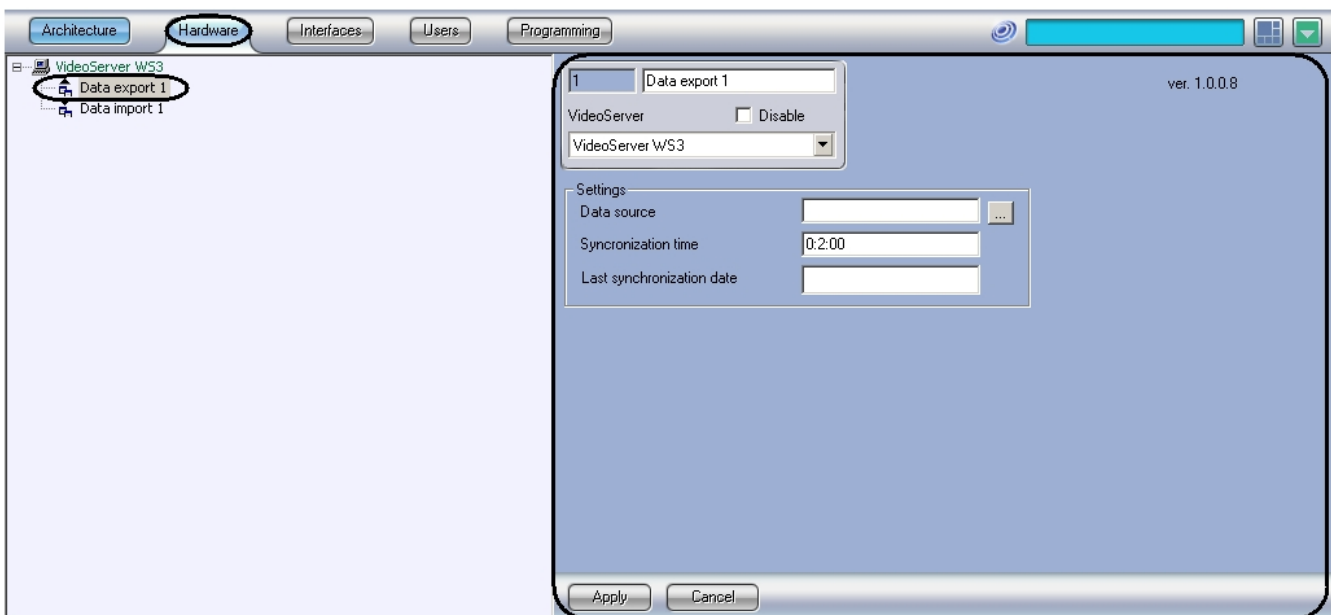 Architecture Hardware Interfaces Users Programming
VideoServer WS3
Data export 1
Data import 1
1 Data export 1
ver. 1.0.0.8
VideoServer Disable
VideoServer WS3
Settings
Data source ...
Syncronization time 0:2:00
Last synchronization date
Apply Cancel